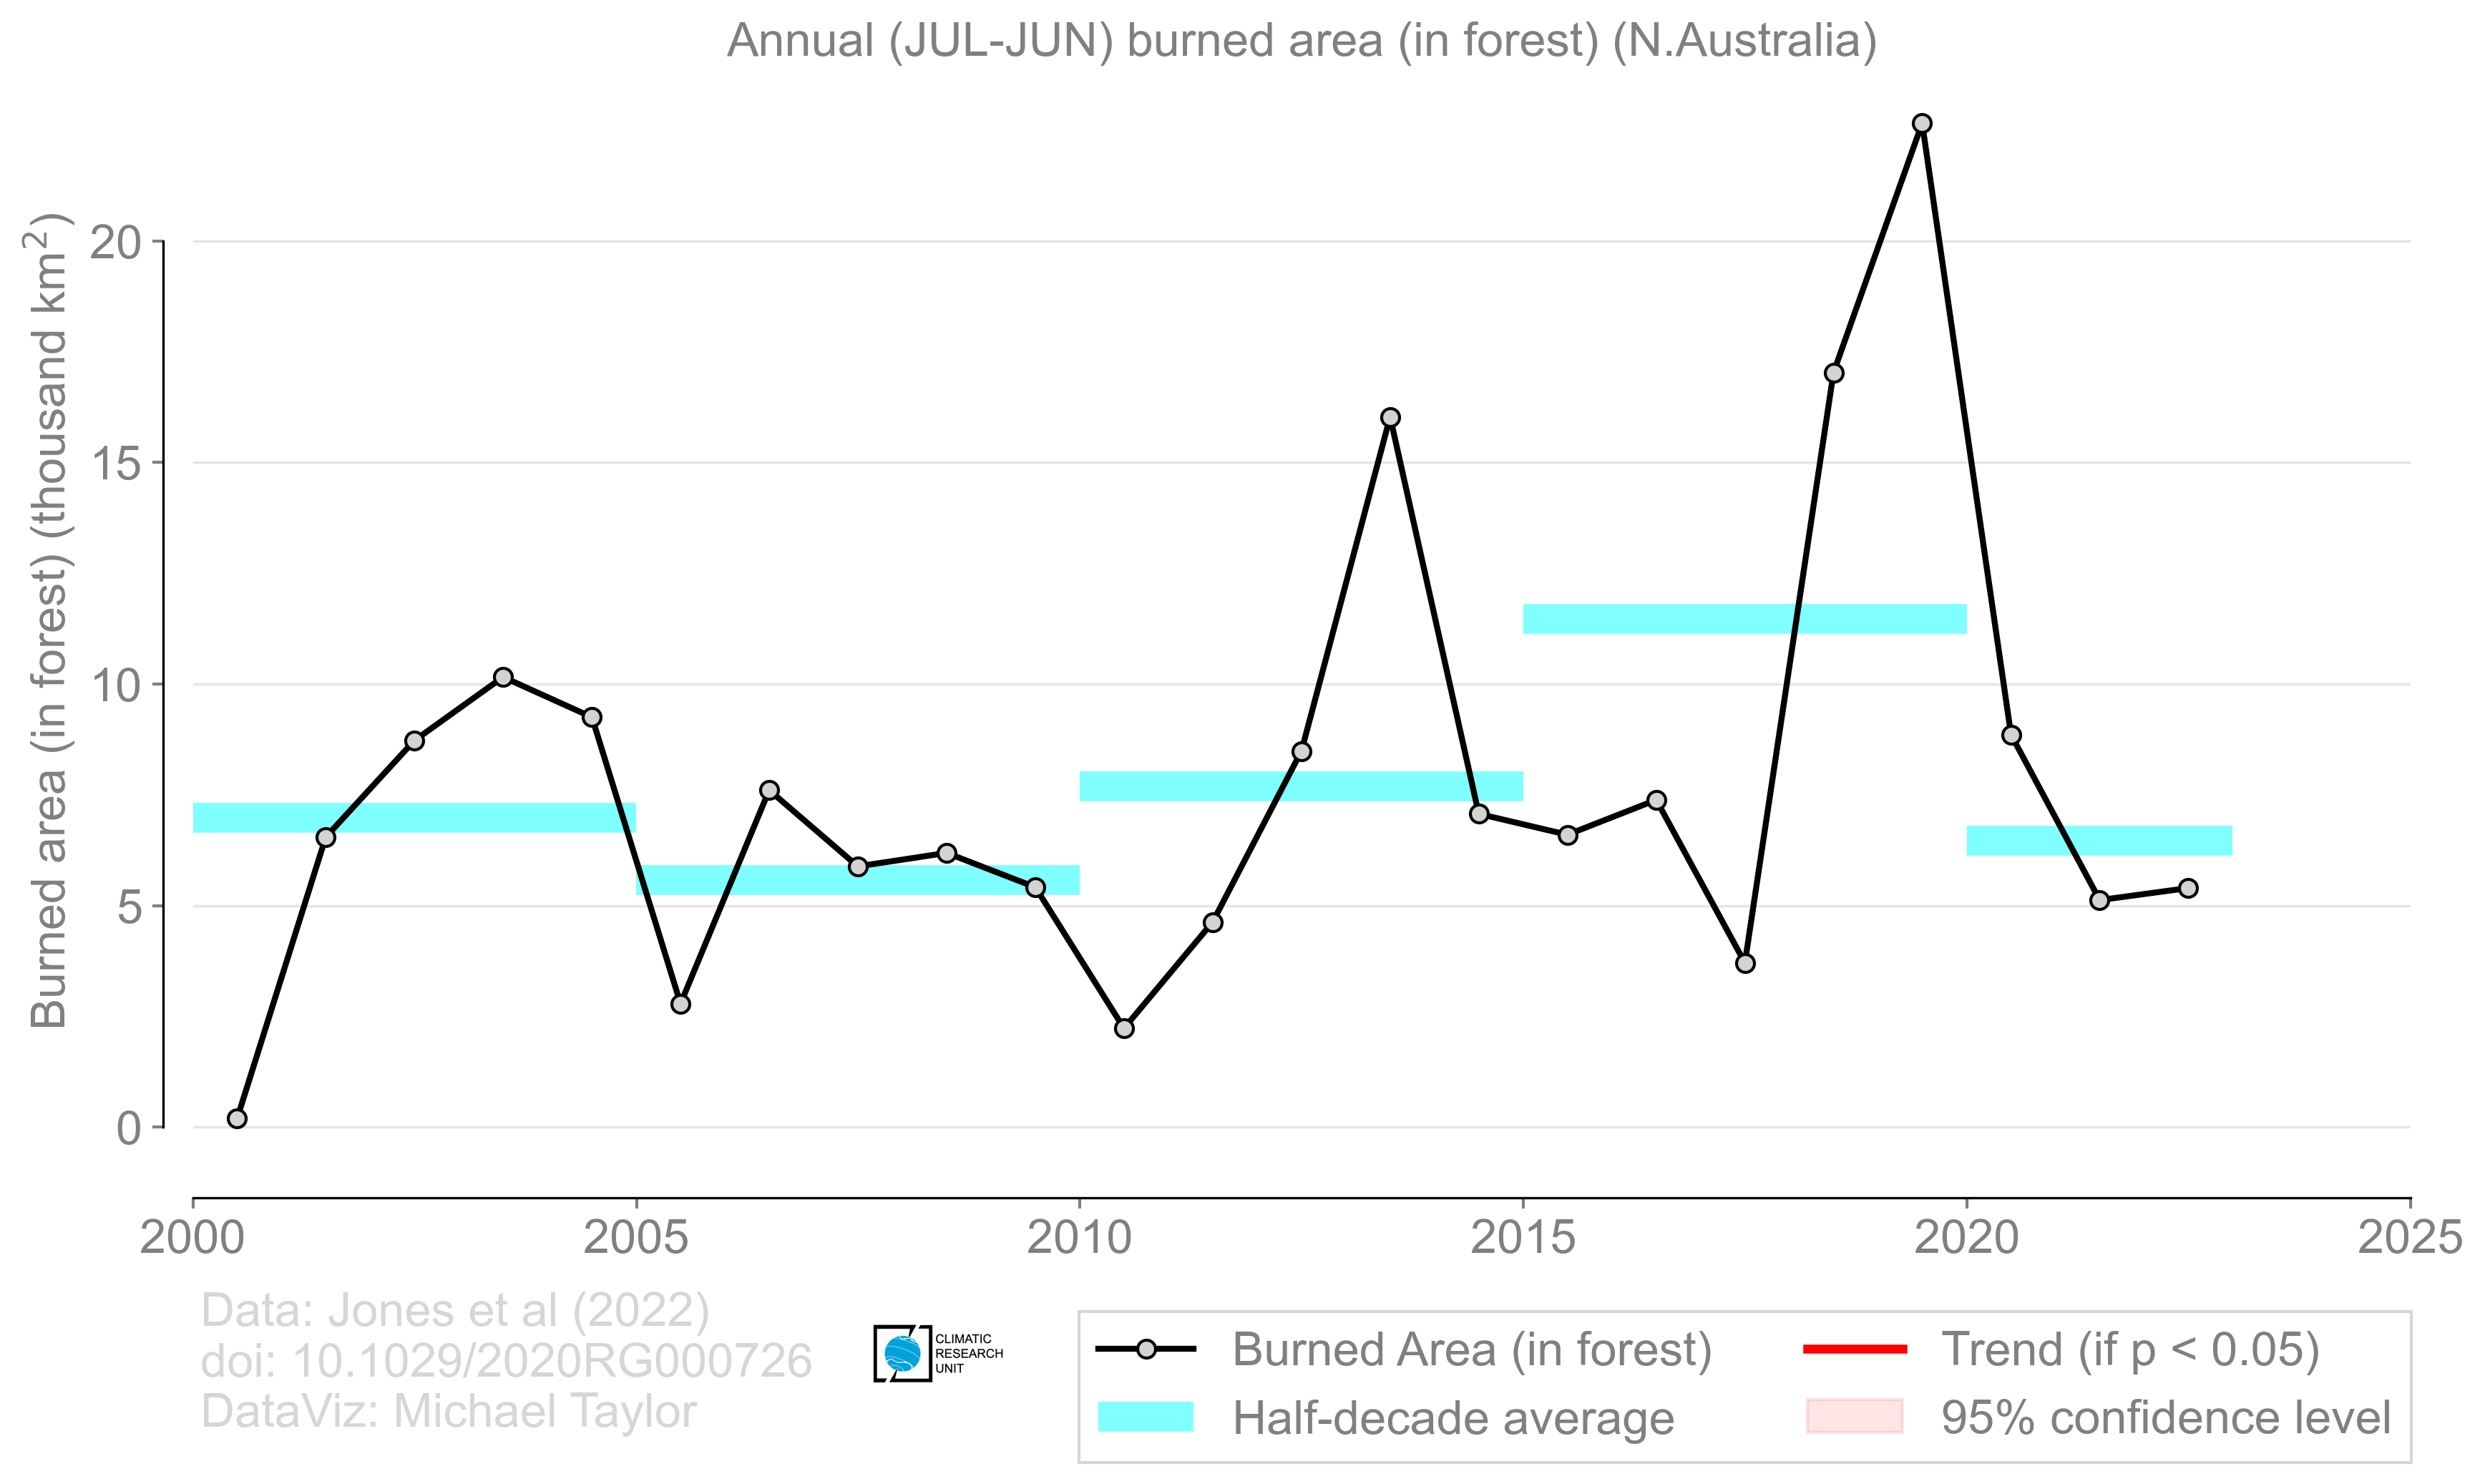 Annual (JUL-JUN) burned area (in forest) (N.Australia)
Burned area (in forest) (thousand km²)
20
15
10
5
0
2000 2005 2010 2015 2020 2025
Data: Jones et al (2022)
doi: 10.1029/2020RG000726
DataViz: Michael Taylor
CLIMATIC
RESEARCH
UNIT
Burned Area (in forest)
Half-decade average
Trend (if p < 0.05)
95% confidence level